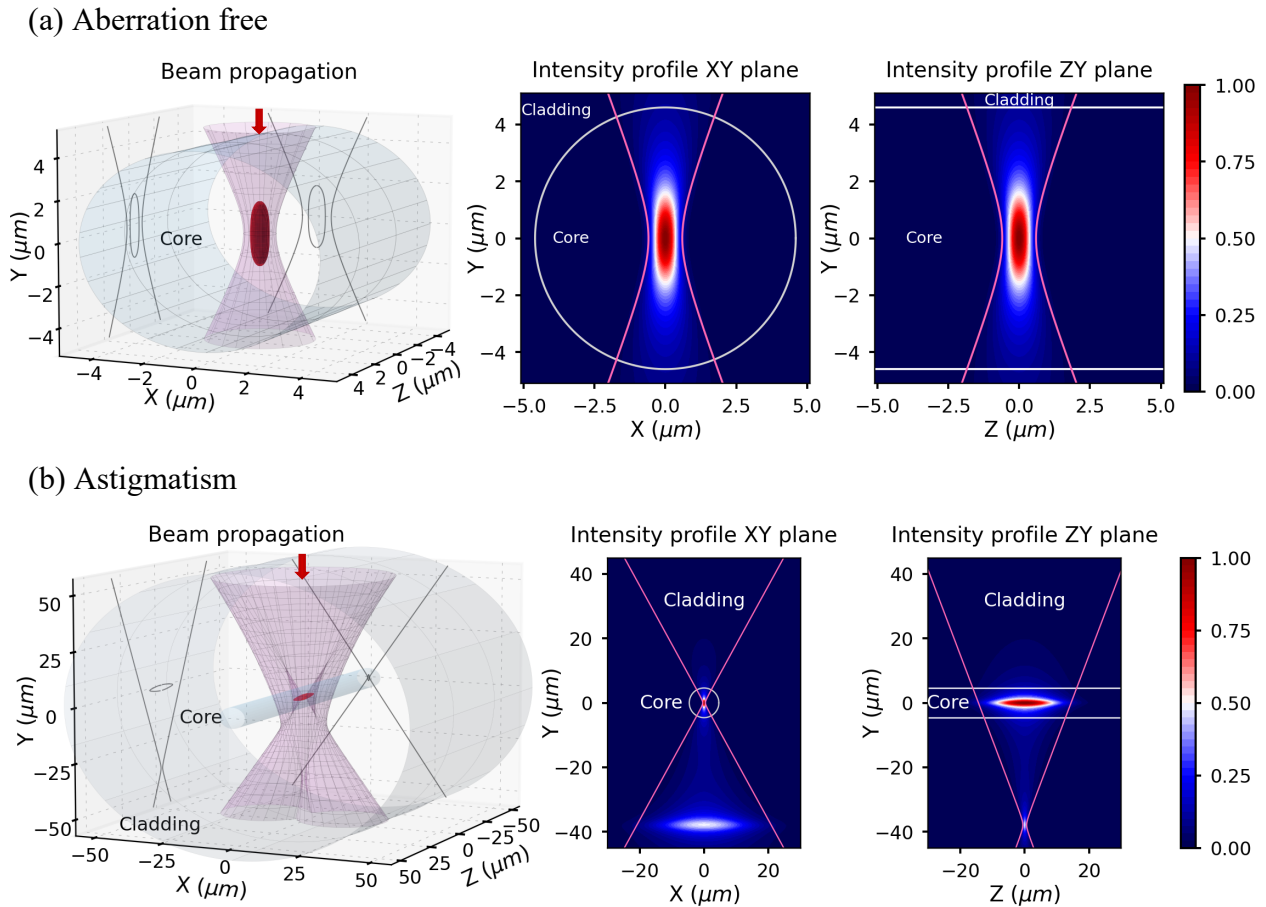 (a) Aberration free
Beam propagation
Intensity profile XY plane
Intensity profile ZY plane
Core
Y (μm)
4
2
0
−2
−4
X (μm)
−4
−2
0
2
4
Z (μm)
4
2
0
−2
−4
Cladding
Core
Y (μm)
4
2
0
−2
−4
X (μm)
−5.0
−2.5
0.0
2.5
5.0
Cladding
Core
Y (μm)
4
2
0
−2
−4
Z (μm)
−5.0
−2.5
0.0
2.5
5.0
1.00
0.75
0.50
0.25
0.00
(b) Astigmatism
Beam propagation
Intensity profile XY plane
Intensity profile ZY plane
Core
Cladding
Y (μm)
50
25
0
−25
−50
X (μm)
−50
−25
0
25
50
Z (μm)
50
25
0
−25
−50
Cladding
Core
Y (μm)
40
20
0
−20
−40
X (μm)
−20
0
20
Cladding
Core
Y (μm)
40
20
0
−20
−40
Z (μm)
−20
0
20
1.00
0.75
0.50
0.25
0.00